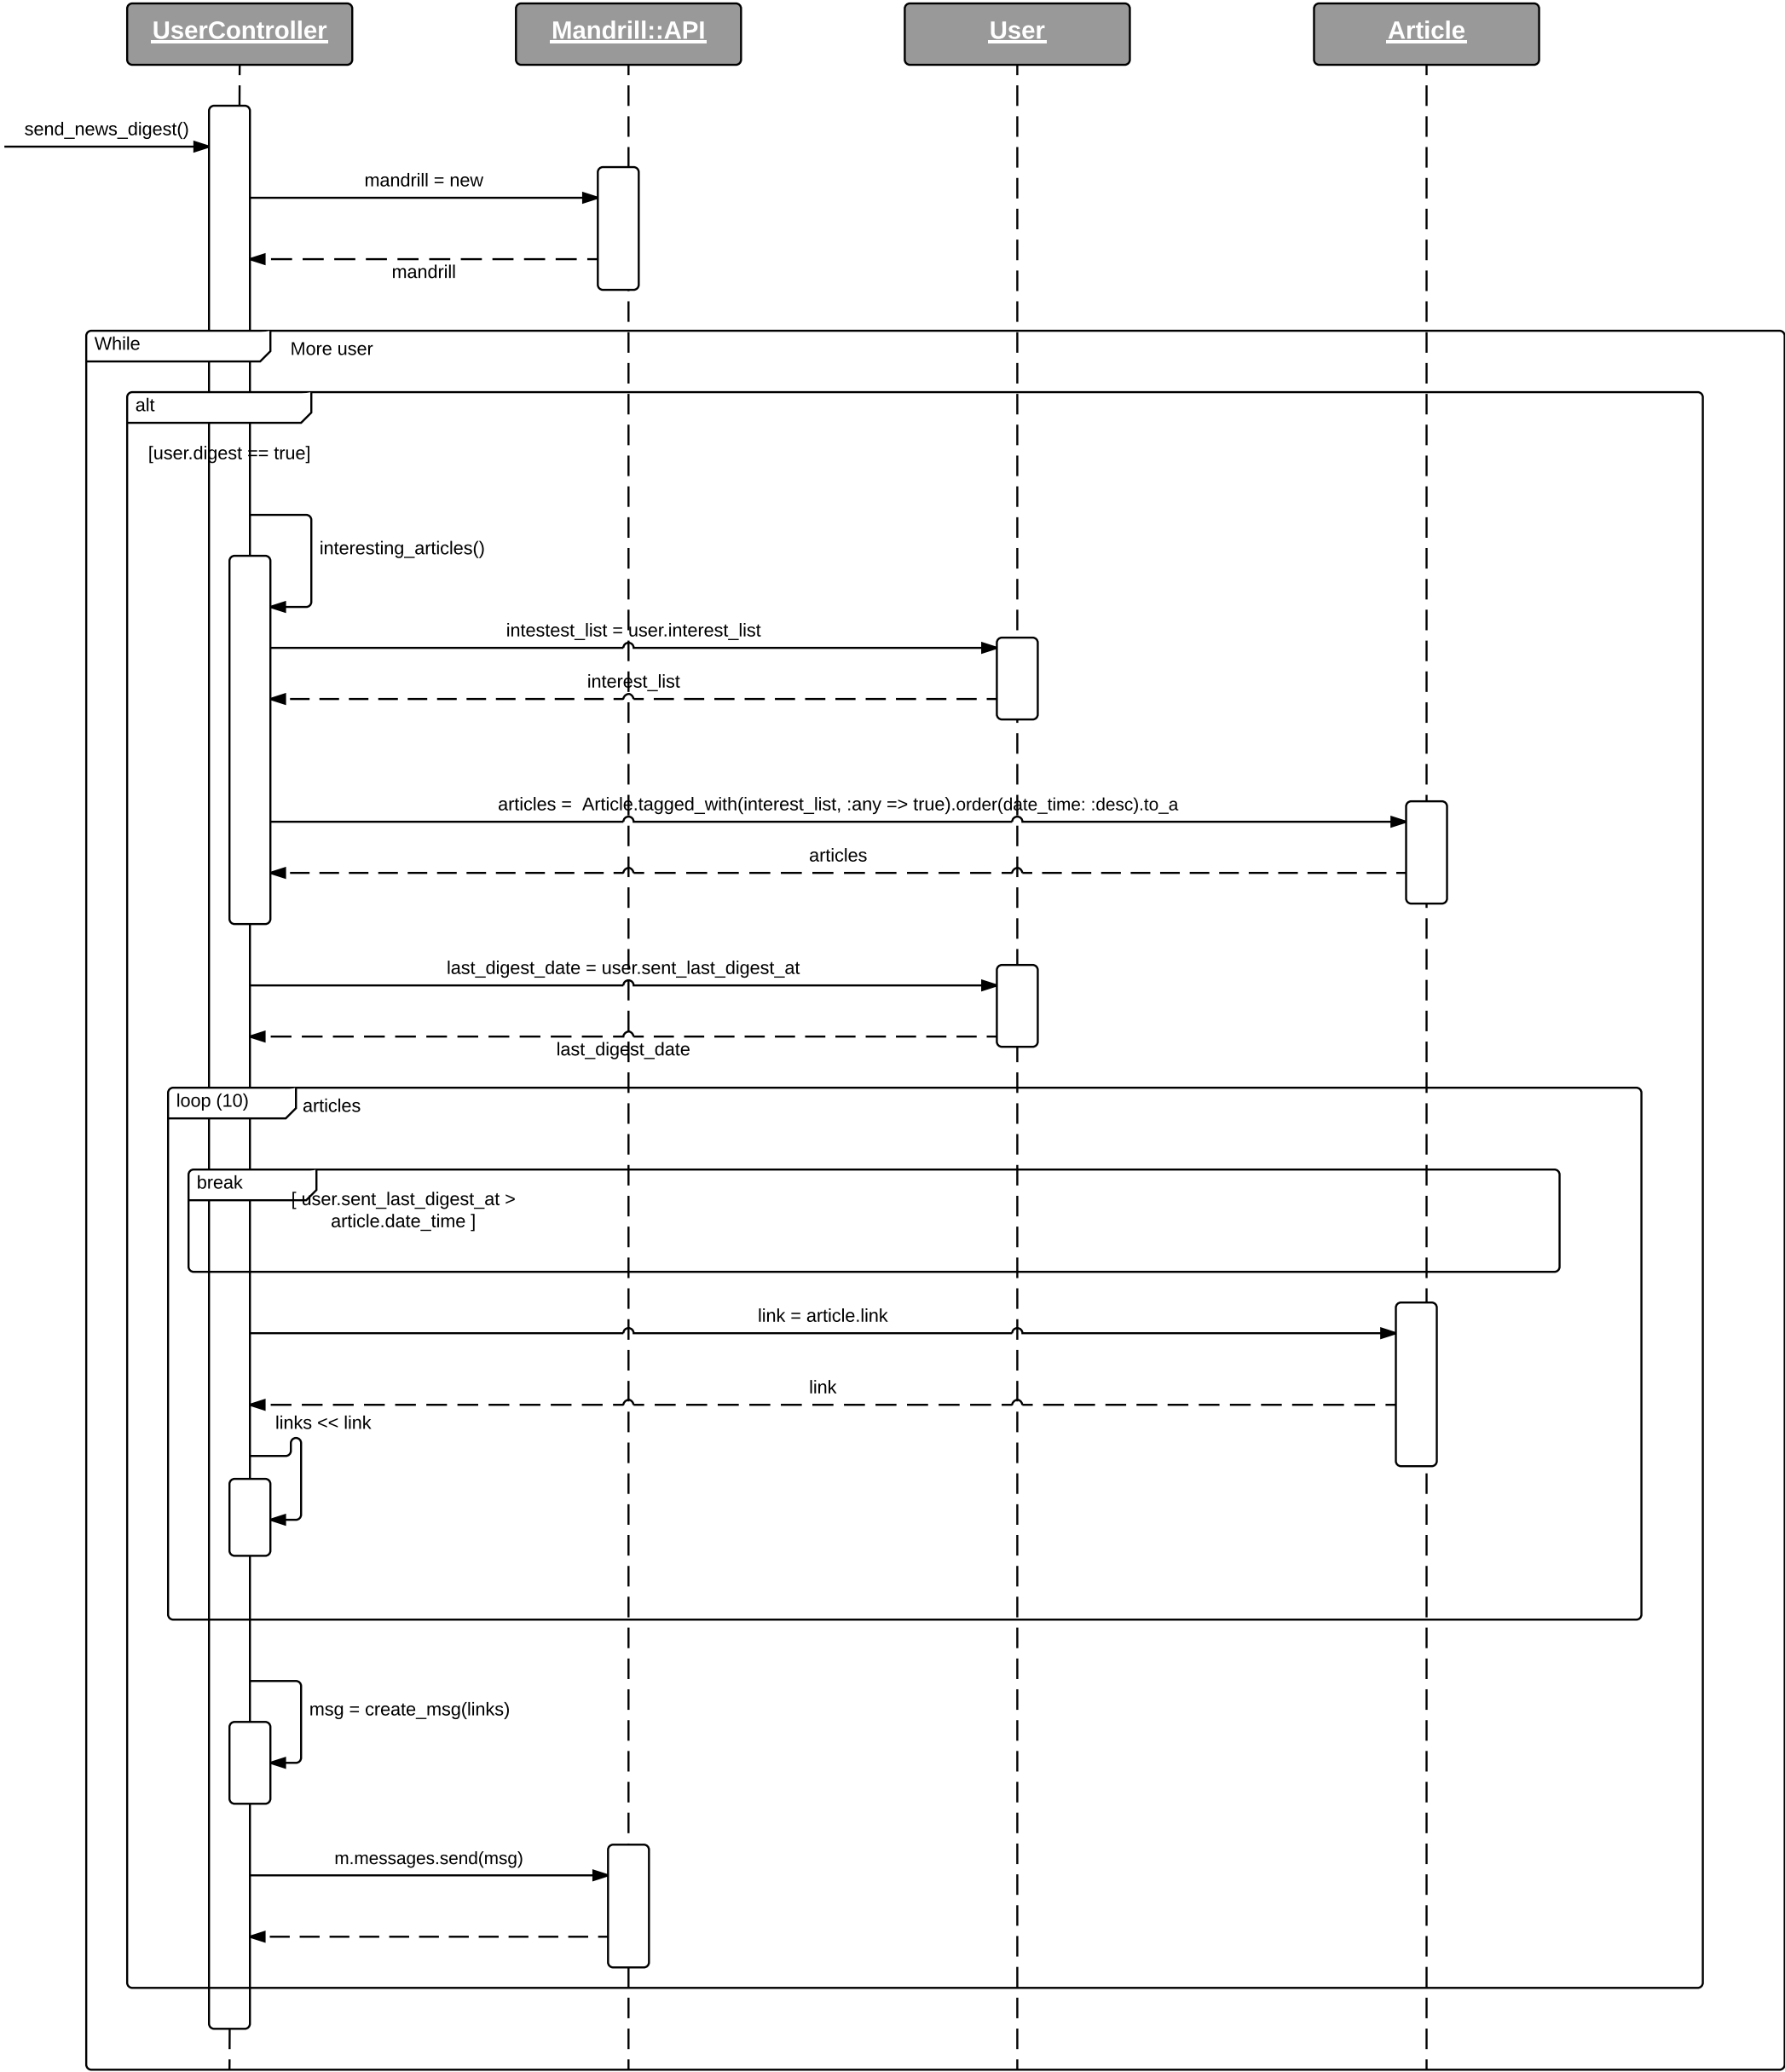 UserController
Mandrill::API
User
Article
send_news_digest()
mandrill = new
mandrill
While
More user
alt
[user.digest == true]
interesting_articles()
intestest_list = user.interest_list
interest_list
articles =  Article.tagged_with(interest_list, :any => true).order(date_time: :desc).to_a
articles
last_digest_date = user.sent_last_digest_at
last_digest_date
loop (10)
articles
break
[ user.sent_last_digest_at >
article.date_time ]
link = article.link
link
links << link
msg = create_msg(links)
m.messages.send(msg)